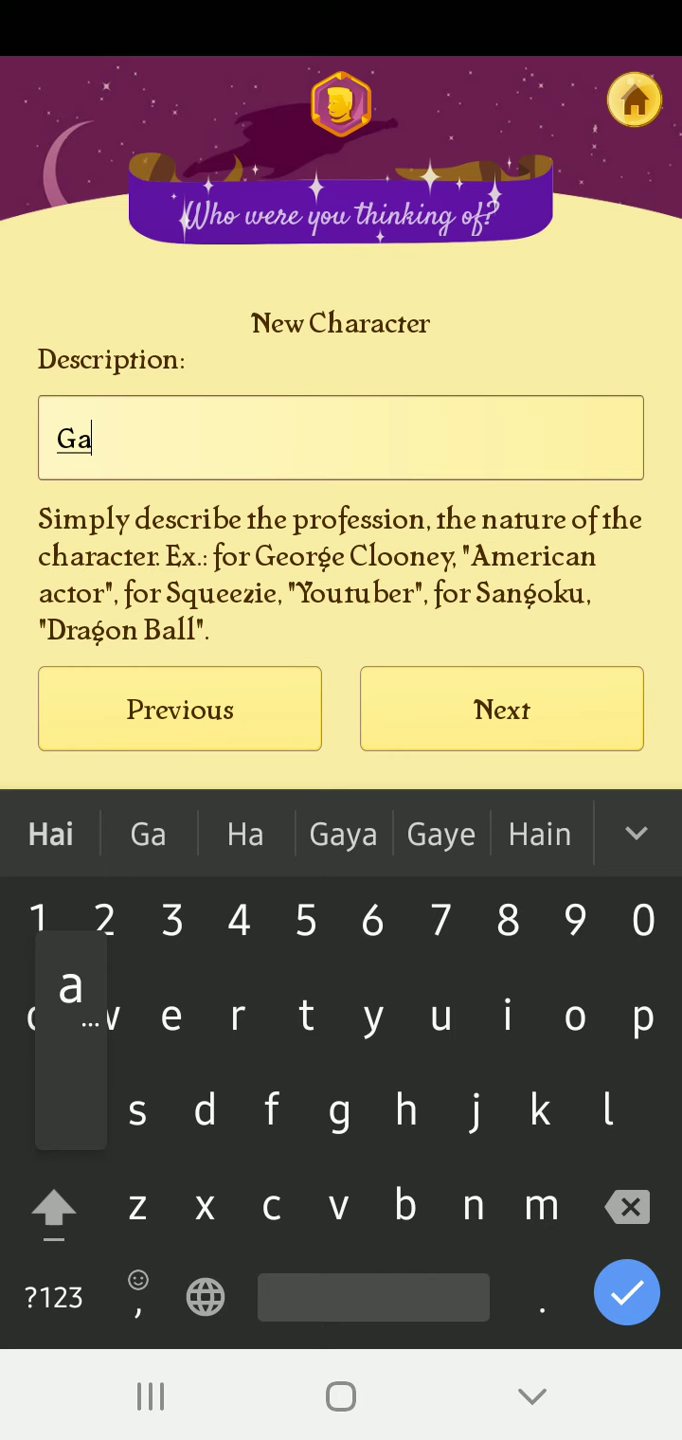 Who were you thinking of?
New Character
Description:
Ga
Simply describe the profession, the nature of the
character. Ex.: for George Clooney, "American
actor", for Squeezie, "Youtuber", for Sangoku,
"Dragon Ball".
Previous Next
Hai Ga Ha Gaya Gaye Hain
1 2 3 4 5 6 7 8 9 0
a...
w e r t y u i o p
s d f g h j k l
z x c v b n m
?123 , .